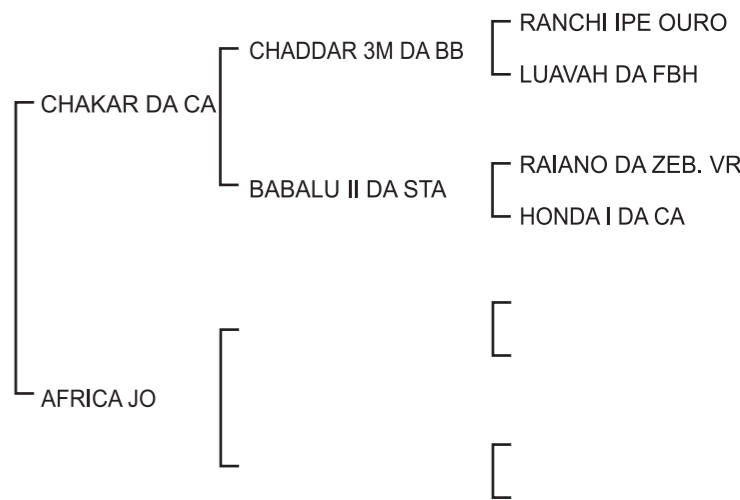 RANCHI IPE OURO
CHADDAR 3M DA BB
LUAVAH DA FBH
CHAKAR DA CA
RAIANO DA ZEB. VR
BABALU II DA STA
HONDA I DA CA
AFRICA JO